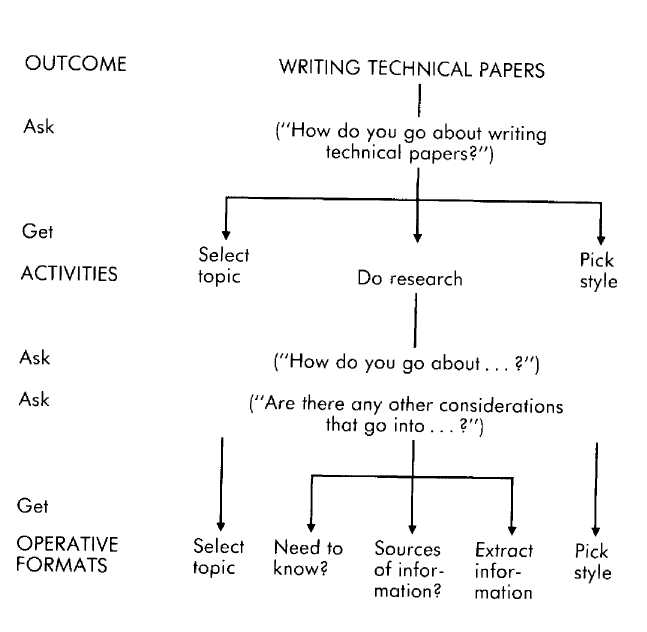 OUTCOME WRITING TECHNICAL PAPERS
Ask ("How do you go about writing
technical papers?")
Get
Select
topic
ACTIVITIES Do research
Pick
style
Ask ("How do you go about . . . ?")
Ask ("Are there any other considerations
that go into . . . ?")
Get
OPERATIVE
FORMATS
Select
topic
Need to
know?
Sources
of infor-
mation?
Extract
infor-
mation
Pick
style